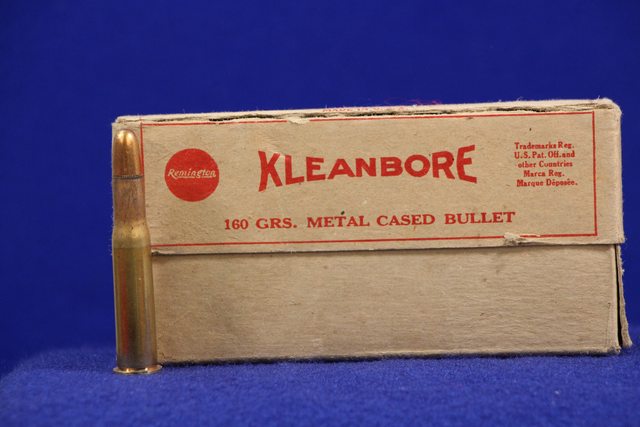 Remington
KLEANBORE
160 GRS. METAL CASED BULLET
Trademarks Reg.
U.S. Pat. Off. and
other Countries
Marca Reg.
Marque Déposée.